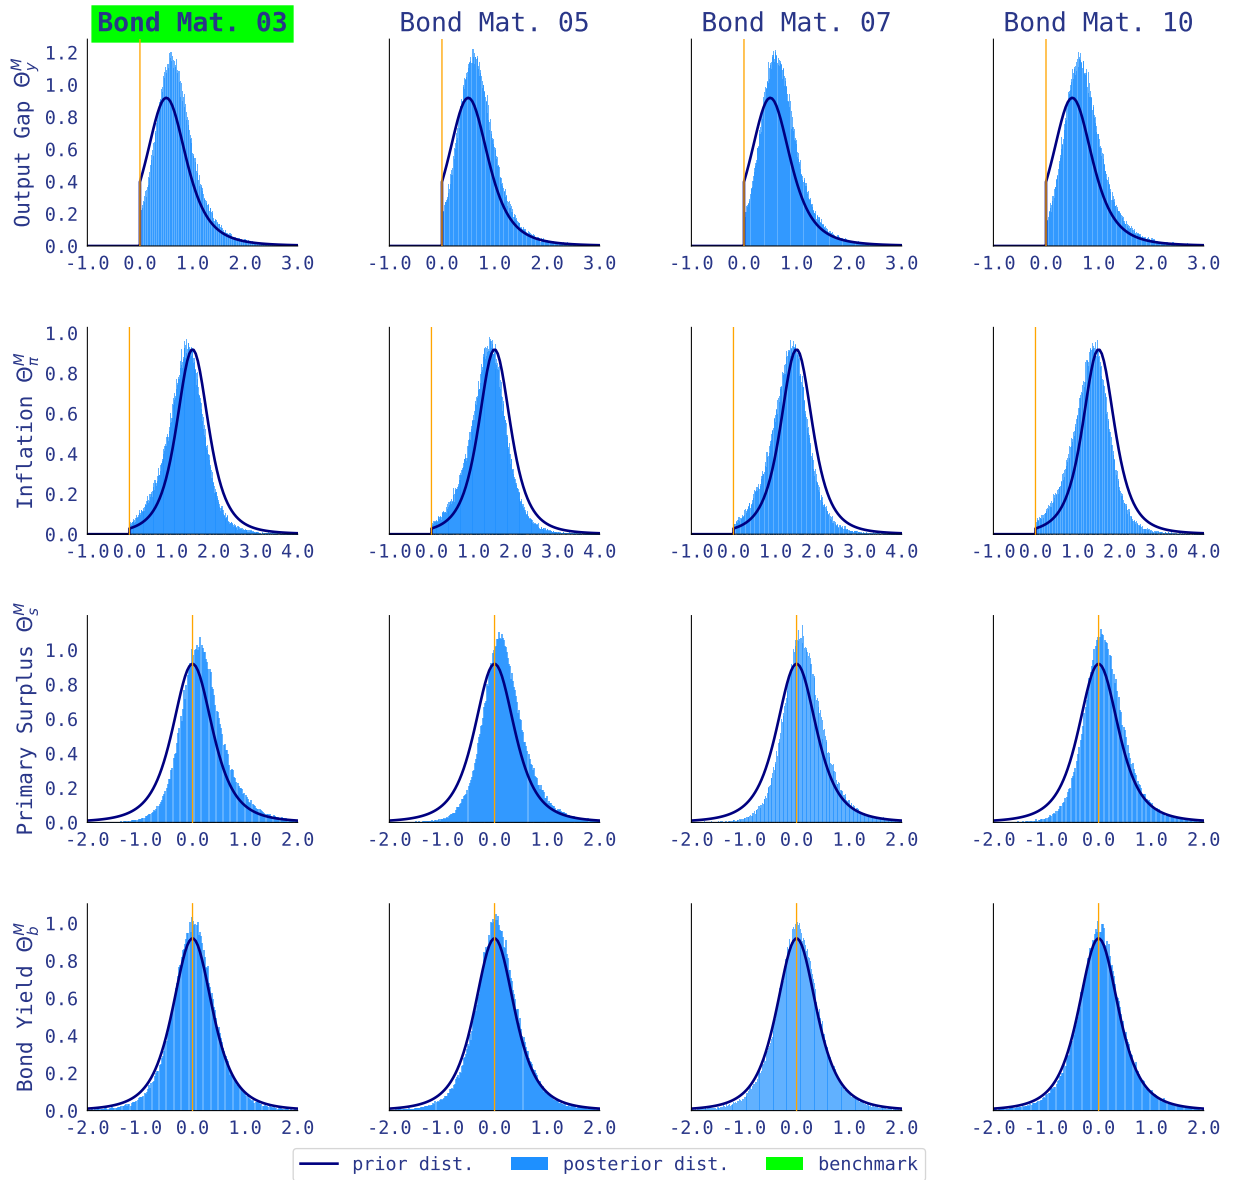 Bond Mat. 03 Bond Mat. 05 Bond Mat. 07 Bond Mat. 10
Output Gap Θ_y^M
1.2
1.0
0.8
0.6
0.4
0.2
0.0
-1.0 0.0 1.0 2.0 3.0 -1.0 0.0 1.0 2.0 3.0 -1.0 0.0 1.0 2.0 3.0 -1.0 0.0 1.0 2.0 3.0
Inflation Θ_π^M
1.0
0.8
0.6
0.4
0.2
0.0
-1.0 0.0 1.0 2.0 3.0 4.0 -1.0 0.0 1.0 2.0 3.0 4.0 -1.0 0.0 1.0 2.0 3.0 4.0 -1.0 0.0 1.0 2.0 3.0 4.0
Primary Surplus Θ_s^M
1.0
0.8
0.6
0.4
0.2
0.0
-2.0 -1.0 0.0 1.0 2.0 -2.0 -1.0 0.0 1.0 2.0 -2.0 -1.0 0.0 1.0 2.0 -2.0 -1.0 0.0 1.0 2.0
Bond Yield Θ_b^M
1.0
0.8
0.6
0.4
0.2
0.0
-2.0 -1.0 0.0 1.0 2.0 -2.0 -1.0 0.0 1.0 2.0 -2.0 -1.0 0.0 1.0 2.0 -2.0 -1.0 0.0 1.0 2.0
prior dist. posterior dist. benchmark